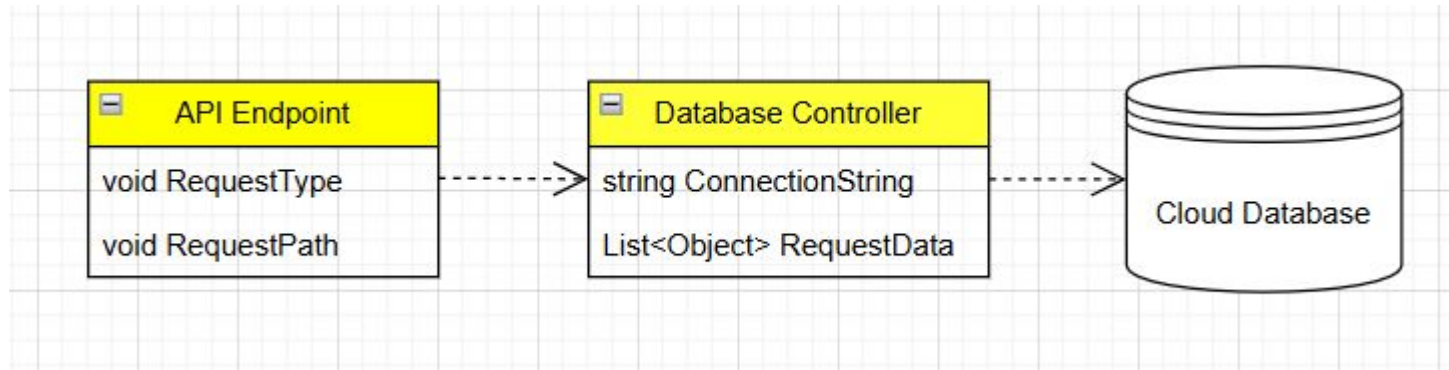 API Endpoint
void RequestType
void RequestPath
Database Controller
string ConnectionString
List<Object> RequestData
Cloud Database